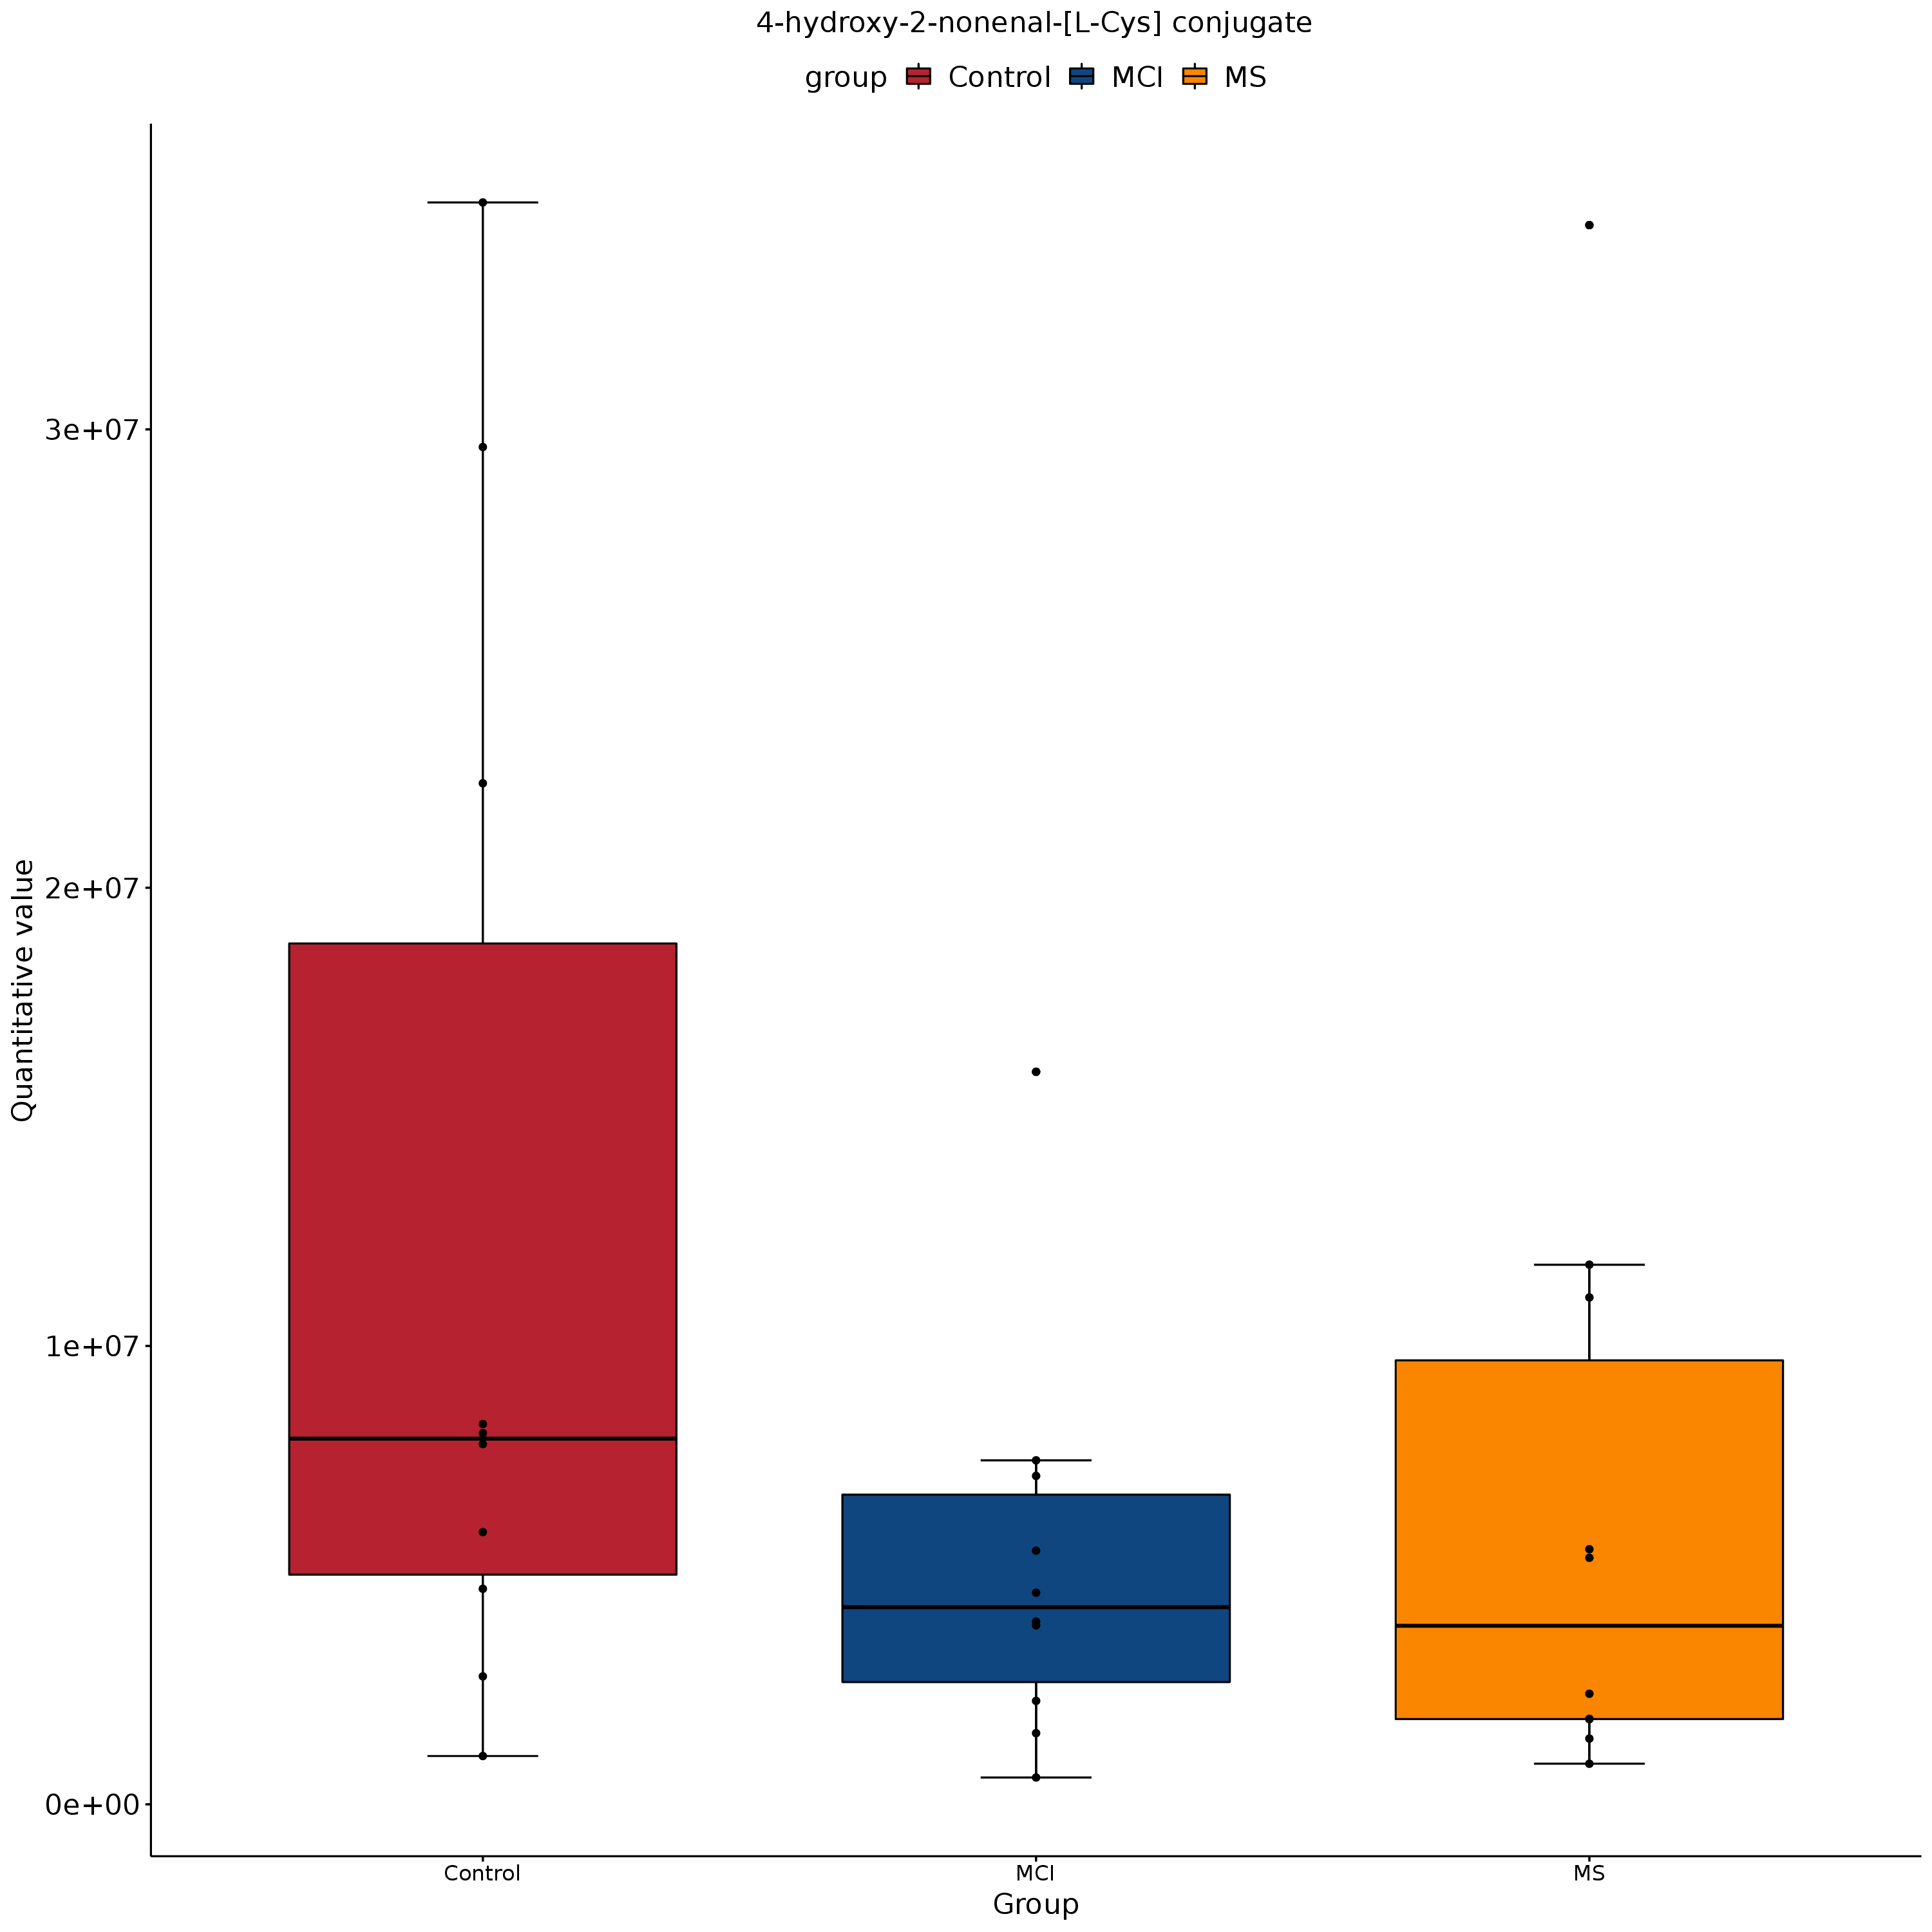 4-hydroxy-2-nonenal-[L-Cys] conjugate
group Control MCI MS
Quantitative value
3e+07
2e+07
1e+07
0e+00
Control MCI MS
Group